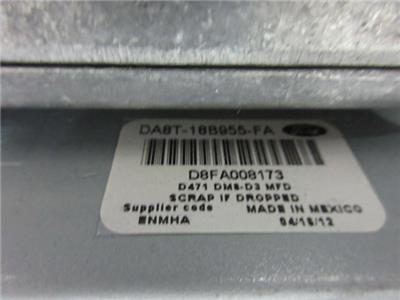 DA8T-18B955-FA Ford
D8FA008173
D471 DM8-D3 MFD
SCRAP IF DROPPED
Supplier code MADE IN MEXICO
ENMHA 04/18/12